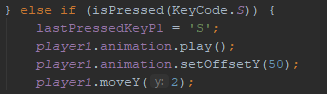 } else if (isPressed(KeyCode.S)) {
lastPressedKeyP1 = 'S';
player1.animation.play();
player1.animation.setOffsetY(50);
player1.moveY( y: 2);